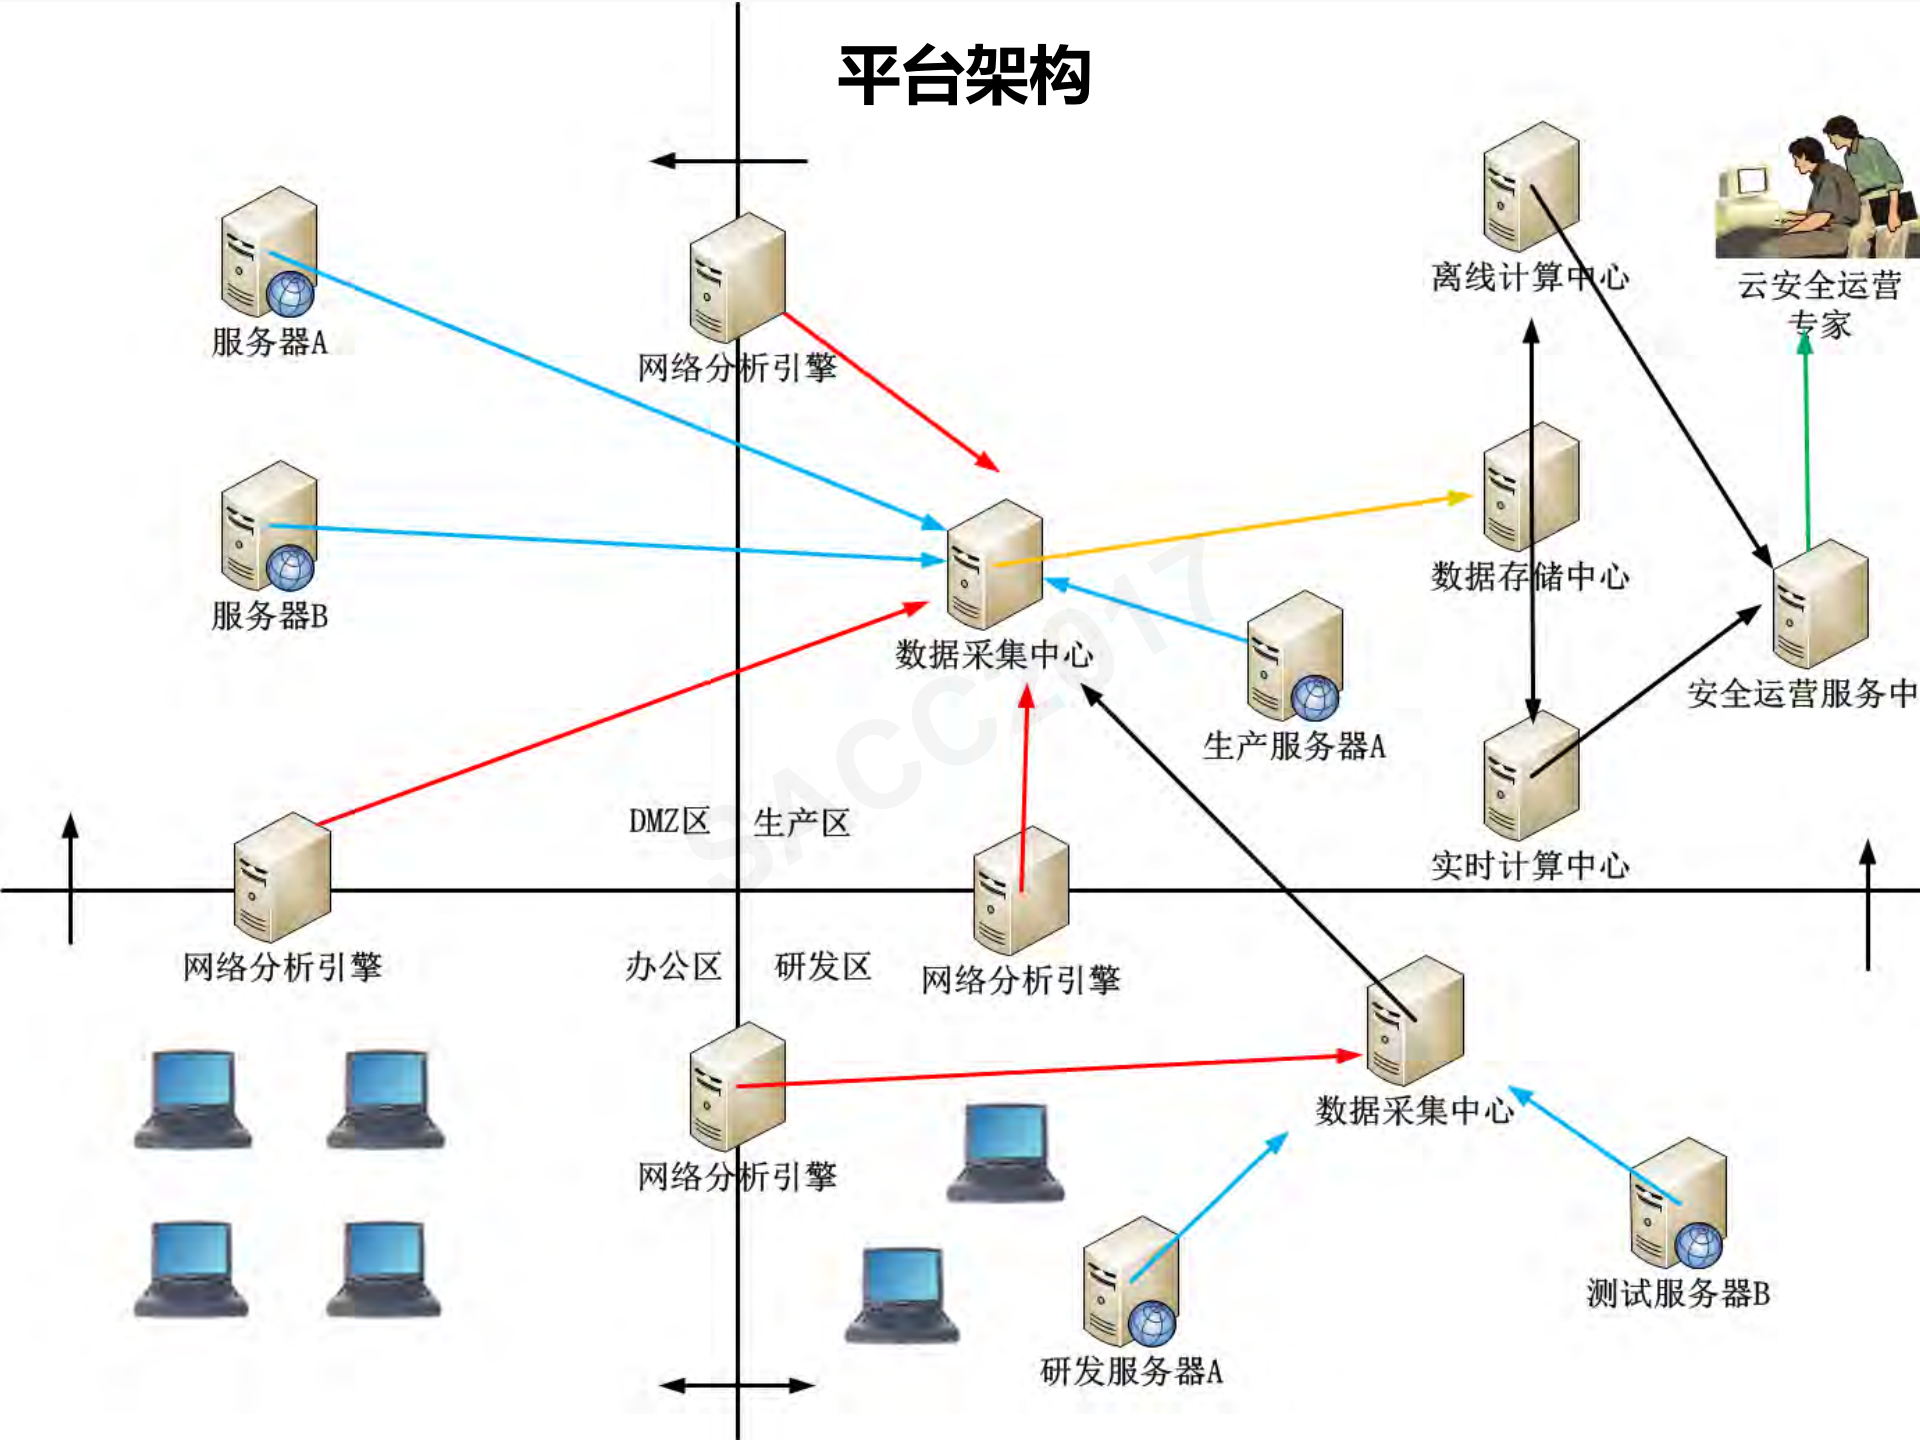 平台架构
离线计算中心
云安全运营
专家
服务器A
网络分析引擎
数据存储中心
服务器B
数据采集中心
安全运营服务中
生产服务器A
SACC2017
DMZ区
生产区
实时计算中心
网络分析引擎
办公区
研发区
网络分析引擎
数据采集中心
网络分析引擎
测试服务器B
研发服务器A